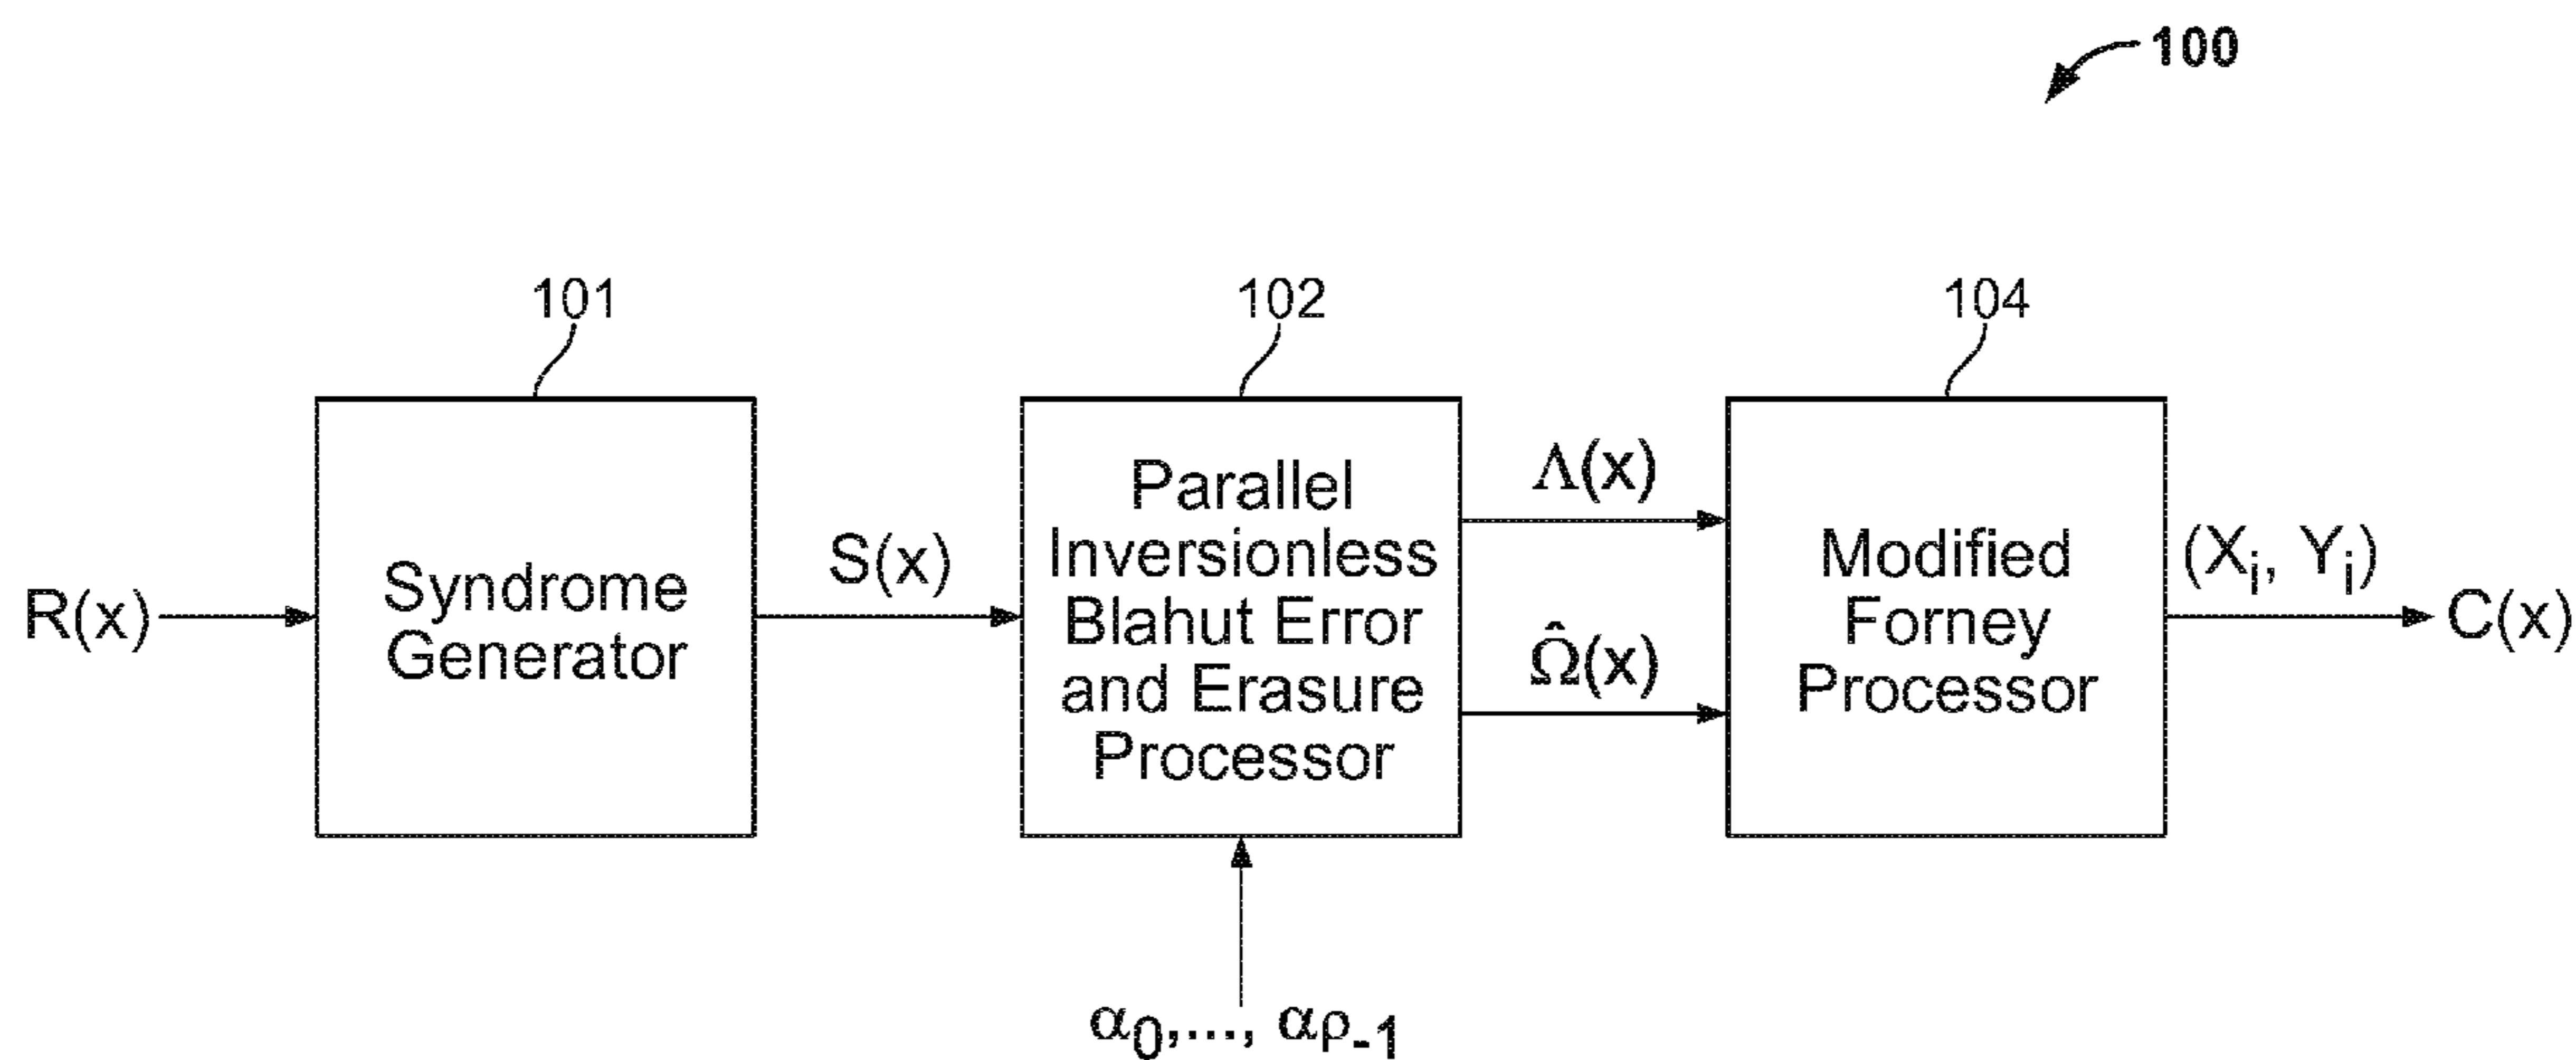 100
101
102
104
R(x)
Syndrome
Generator
S(x)
Parallel
Inversionless
Blahut Error
and Erasure
Processor
Λ(x)
Ω̂(x)
Modified
Forney
Processor
(Xᵢ, Yᵢ)
C(x)
α₀,..., αρ₋₁